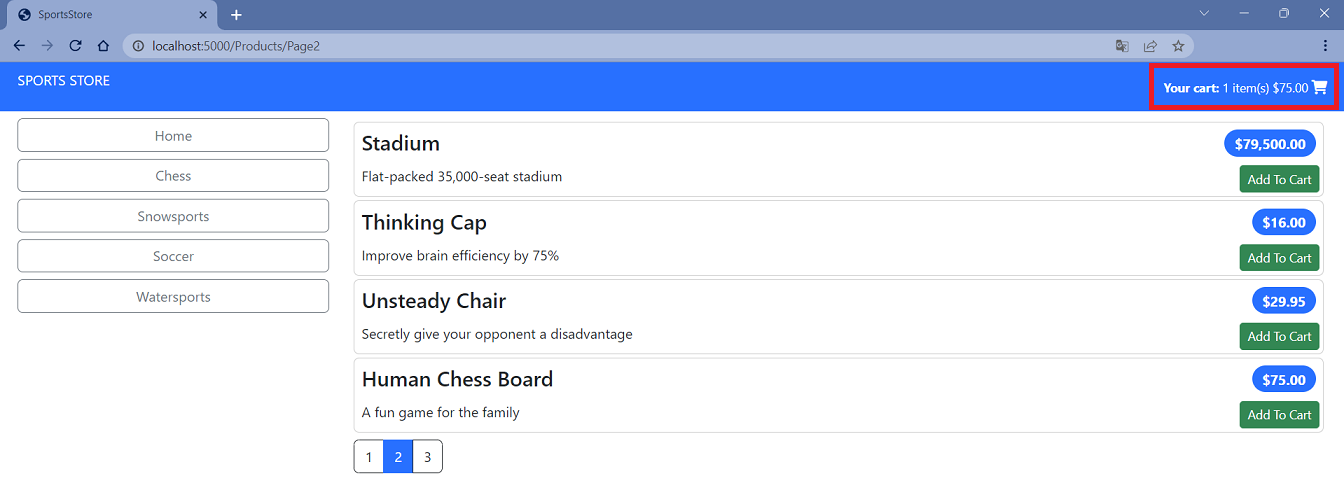 SportsStore
localhost:5000/Products/Page2
SPORTS STORE
Your cart: 1 item(s) $75.00
Home
Chess
Snowsports
Soccer
Watersports
Stadium
$79,500.00
Flat-packed 35,000-seat stadium
Add To Cart
Thinking Cap
$16.00
Improve brain efficiency by 75%
Add To Cart
Unsteady Chair
$29.95
Secretly give your opponent a disadvantage
Add To Cart
Human Chess Board
$75.00
A fun game for the family
Add To Cart
1 2 3